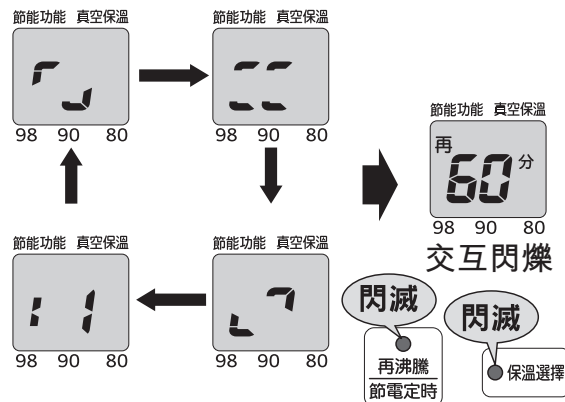 節能功能 真空保溫
98 90 80
節能功能 真空保溫
98 90 80
節能功能 真空保溫
再 60 分
98 90 80
交互閃爍
節能功能 真空保溫
98 90 80
節能功能 真空保溫
98 90 80
閃滅
再沸騰
節電定時
閃滅
保溫選擇